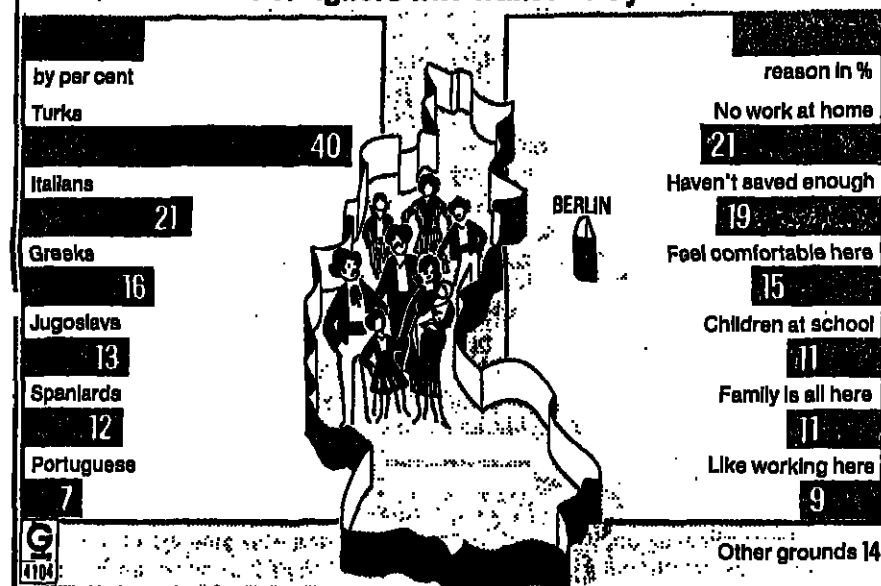 by per cent
Turks
40
Italians
21
Greeks
16
Jugoslavs
13
Spaniards
12
Portuguese
7
BERLIN
reason in %
No work at home
21
Haven't saved enough
19
Feel comfortable here
15
Children at school
11
Family is all here
11
Like working here
9
Other grounds 14
G
4104